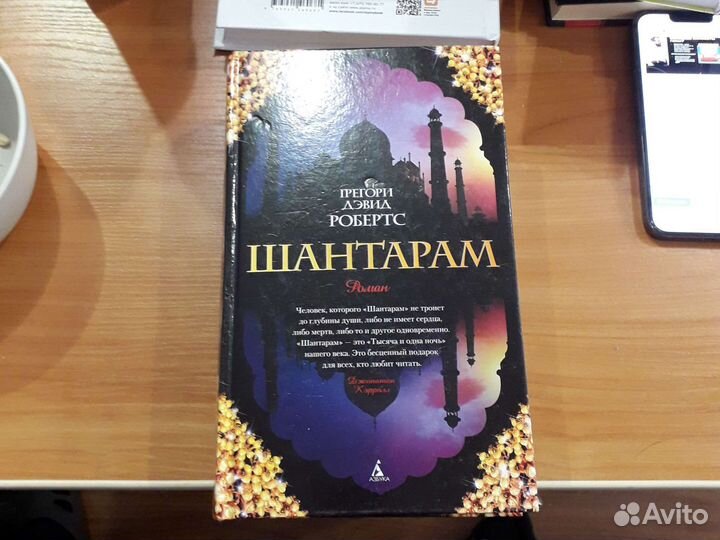 ГРЕГОРИ
ДЭВИД
РОБЕРТС
ШАНТАРАМ
Роман
Человек, которого «Шантарам» не тронет
до глубины души, либо не имеет сердца,
либо мертв, либо то и другое одновременно.
«Шантарам» — это «Тысяча и одна ночь»
нашего века. Это бесценный подарок
для всех, кто любит читать.
Джонатан
Кэрролл
АЗБУКА
Avito